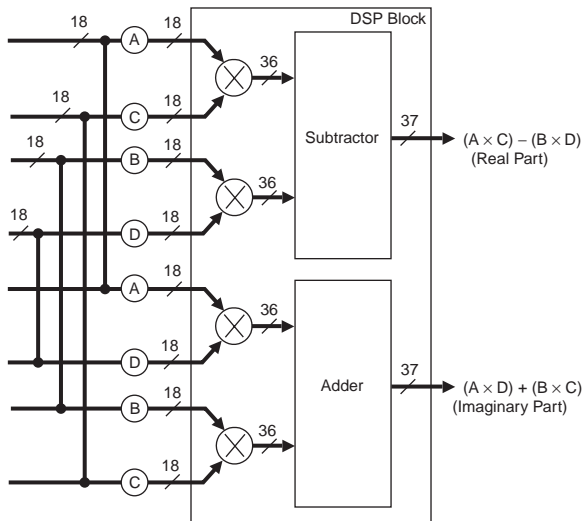 DSP Block
18
A
18
36
18
C
18
Subtractor
37
(A × C) – (B × D)
(Real Part)
18
B
18
36
18
D
18
A
18
36
D
18
Adder
37
(A × D) + (B × C)
(Imaginary Part)
B
18
36
C
18